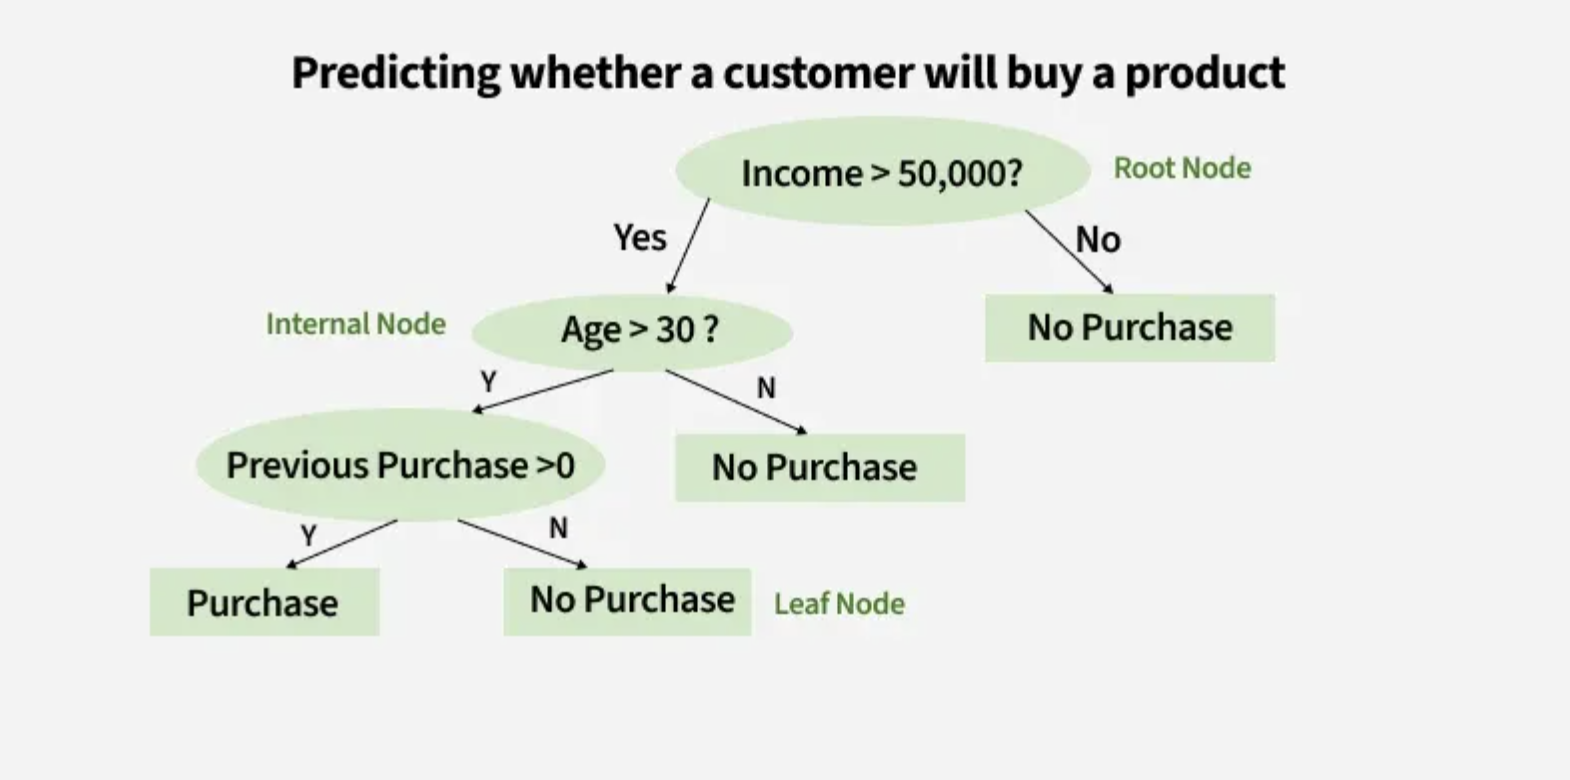 Predicting whether a customer will buy a product
Income > 50,000?
Root Node
Yes
No
Internal Node
Age > 30 ?
No Purchase
Y
N
Previous Purchase >0
No Purchase
Y
N
Purchase
No Purchase
Leaf Node